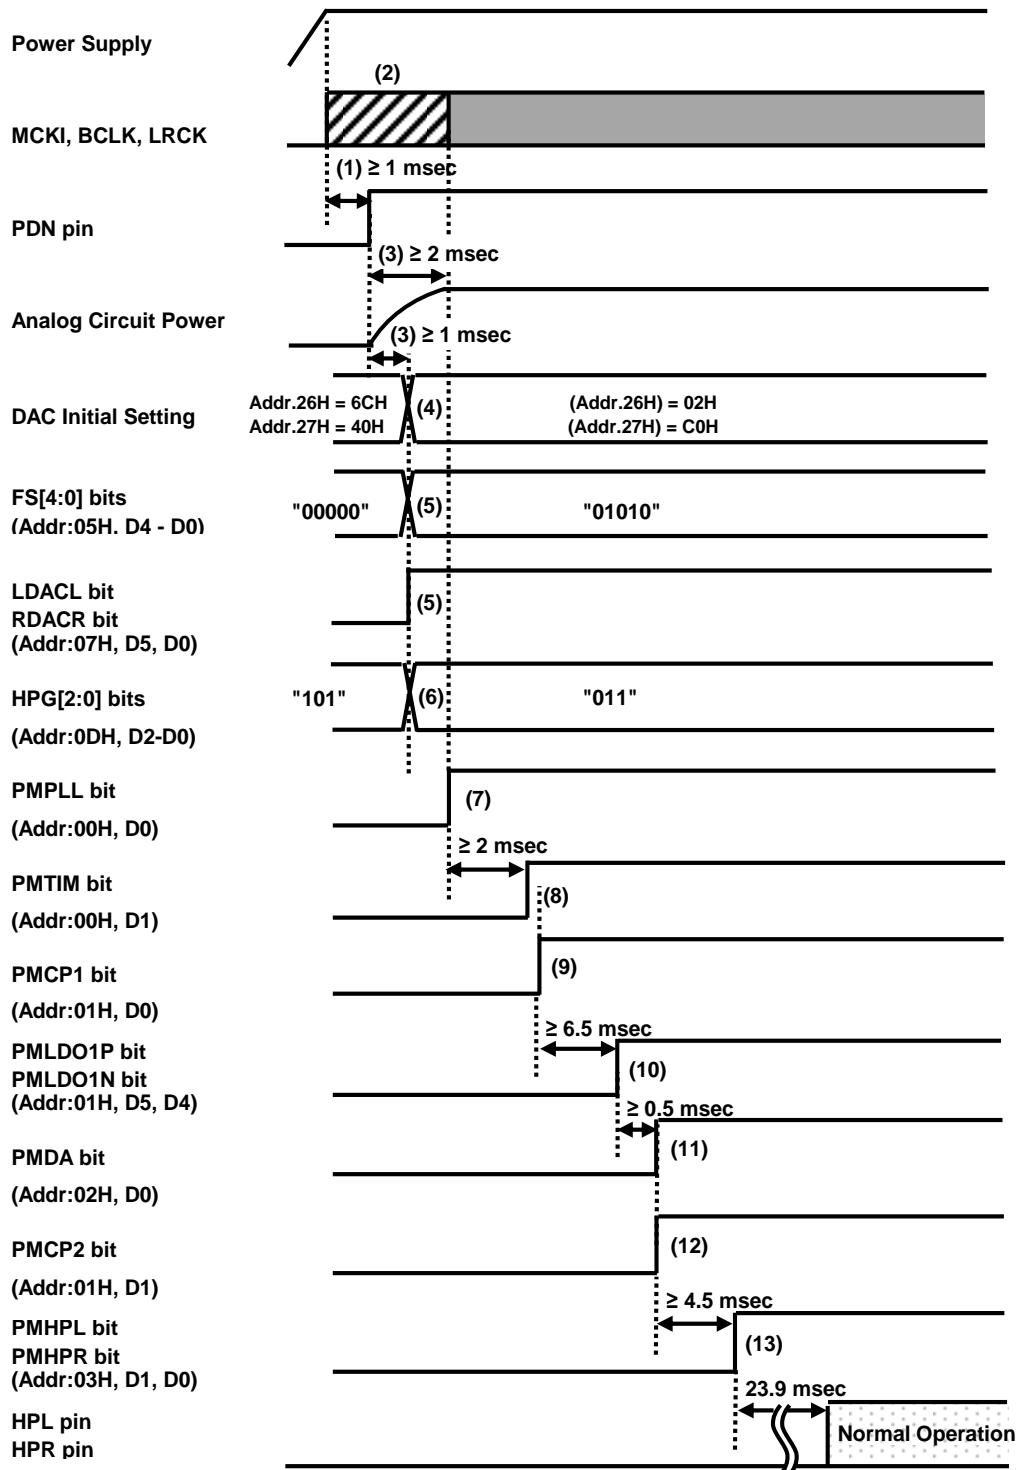 Power Supply
(2)
MCKI, BCLK, LRCK
(1) ≥ 1 msec
PDN pin
(3) ≥ 2 msec
Analog Circuit Power
(3) ≥ 1 msec
DAC Initial Setting
Addr.26H = 6CH
Addr.27H = 40H
(4)
(Addr.26H) = 02H
(Addr.27H) = C0H
FS[4:0] bits
(Addr:05H. D4 - D0)
"00000"
(5)
"01010"
LDACL bit
RDACR bit
(Addr:07H, D5, D0)
(5)
HPG[2:0] bits
(Addr:0DH, D2-D0)
"101"
(6)
"011"
PMPLL bit
(Addr:00H, D0)
(7)
≥ 2 msec
PMTIM bit
(Addr:00H, D1)
(8)
PMCP1 bit
(Addr:01H, D0)
(9)
≥ 6.5 msec
PMLDO1P bit
PMLDO1N bit
(Addr:01H, D5, D4)
(10)
≥ 0.5 msec
PMDA bit
(Addr:02H, D0)
(11)
PMCP2 bit
(Addr:01H, D1)
(12)
≥ 4.5 msec
PMHPL bit
PMHPR bit
(Addr:03H, D1, D0)
(13)
23.9 msec
HPL pin
HPR pin
Normal Operation